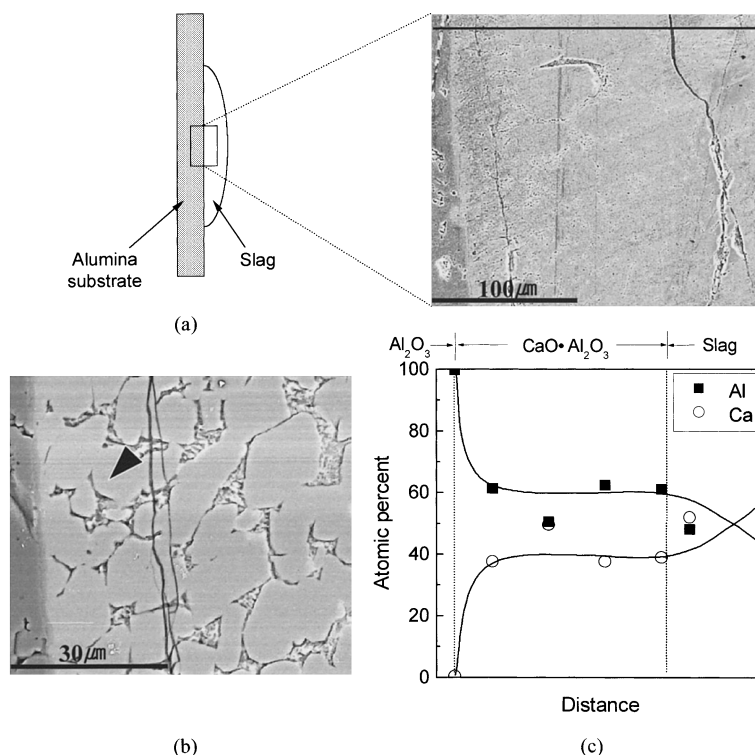 Alumina
substrate
Slag
100μm
(a)
30μm
(b)
Al₂O₃
CaO• Al₂O₃
Slag
100
80
60
40
20
0
Atomic percent
Al
Ca
Distance
(c)